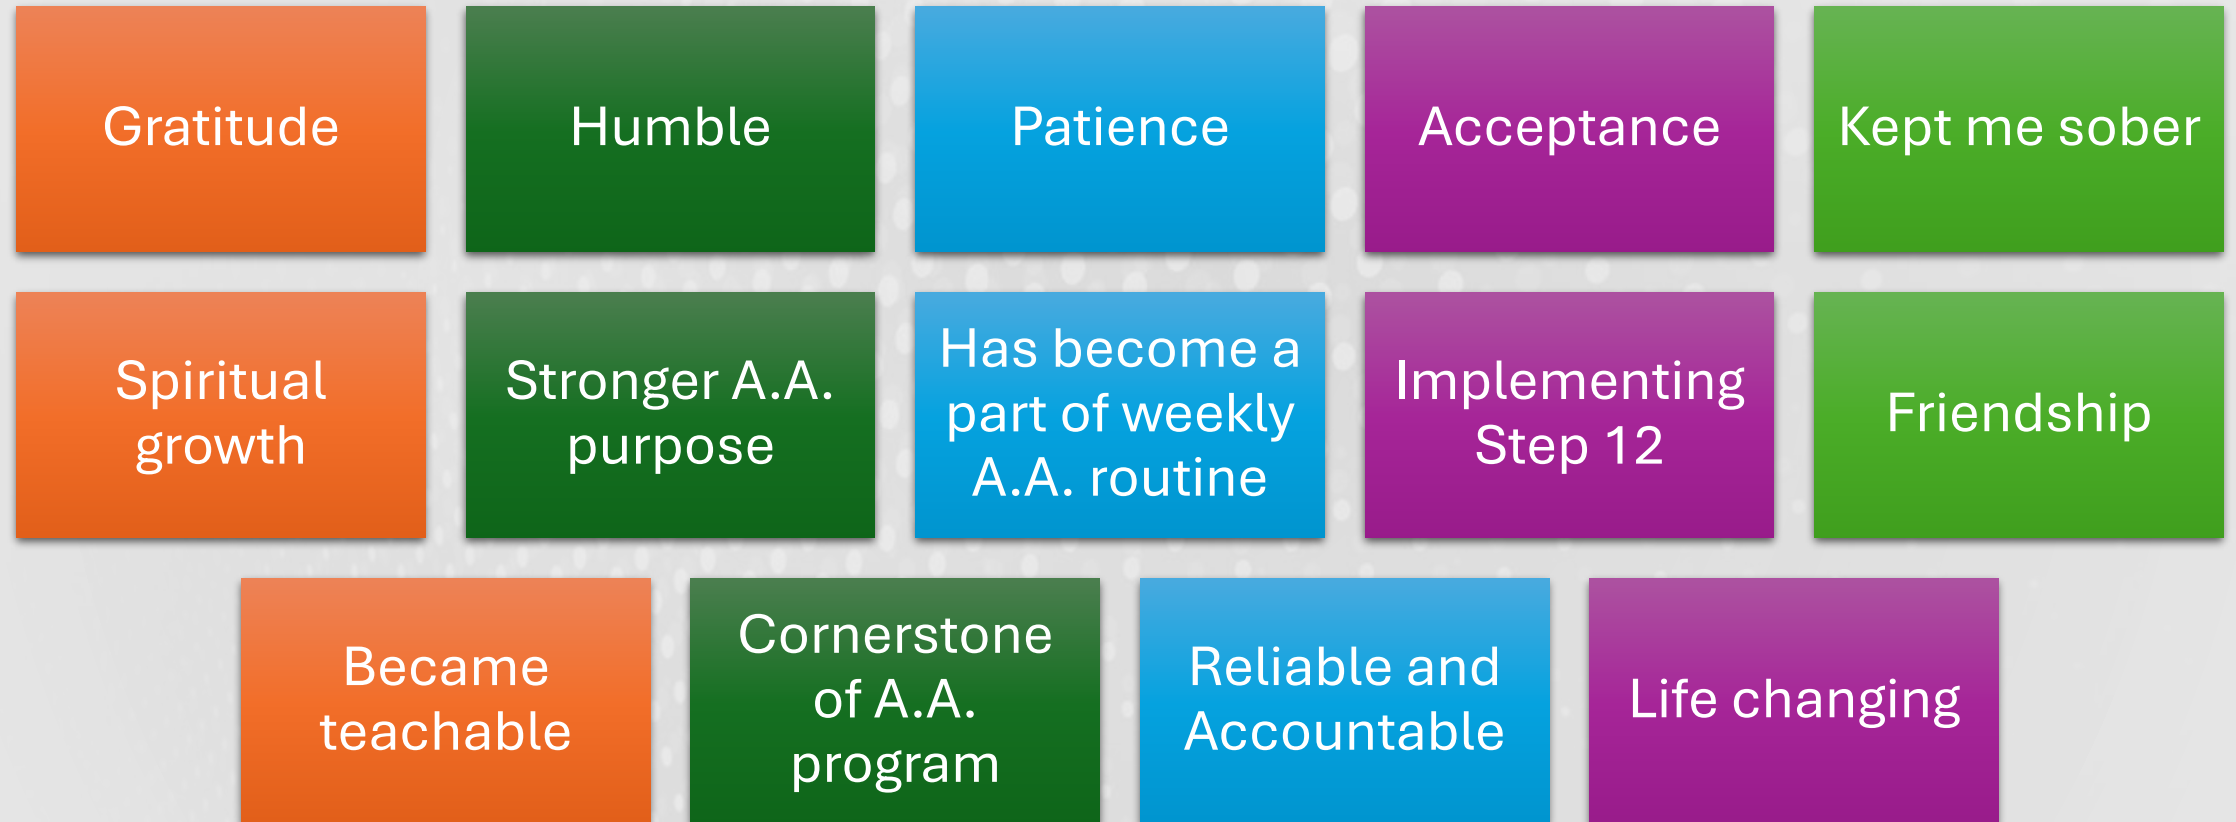 Gratitude
Humble
Patience
Acceptance
Kept me sober
Spiritual
growth
Stronger A.A.
purpose
Has become a
part of weekly
A.A. routine
Implementing
Step 12
Friendship
Became
teachable
Cornerstone
of A.A.
program
Reliable and
Accountable
Life changing